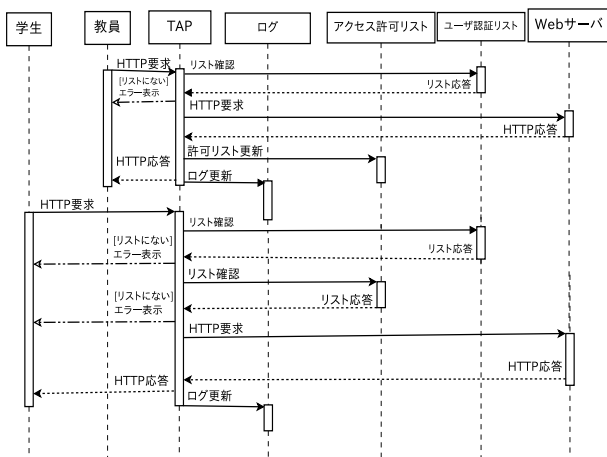 学生
教員
TAP
ログ
アクセス許可リスト
ユーザ認証リスト
Webサーバ
HTTP要求
リスト確認
[リストにない]
エラー表示
リスト応答
HTTP要求
HTTP応答
許可リスト更新
HTTP応答
ログ更新
HTTP要求
リスト確認
[リストにない]
エラー表示
リスト応答
リスト確認
[リストにない]
エラー表示
リスト応答
HTTP要求
HTTP応答
HTTP応答
ログ更新